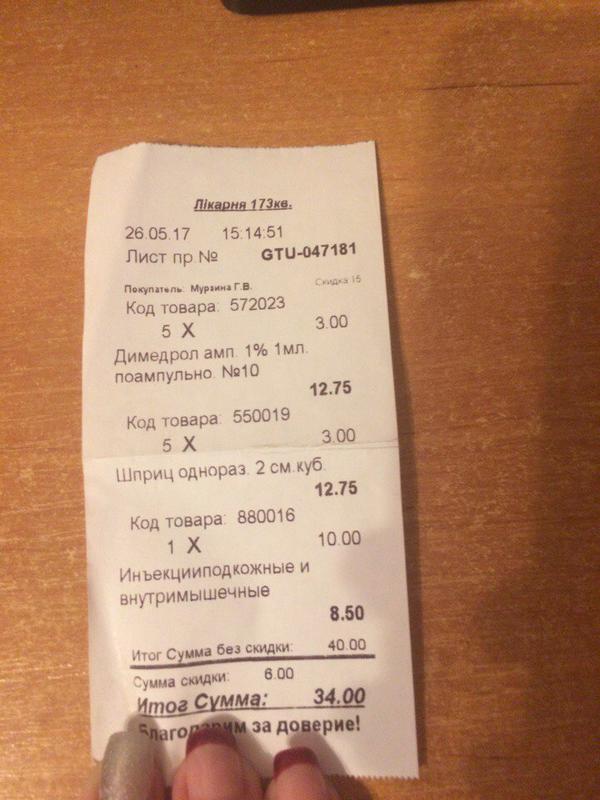 Лікарня 173кв.
26.05.17 15:14:51
Лист пр.№ GTU-047181
Покупатель: Мурзина Г.В. Скидка 15
Код товара: 572023
5 X 3.00
Димедрол амп. 1% 1мл.
поампульно. №10
12.75
Код товара: 550019
5 X 3.00
Шприц однораз. 2 см.куб.
12.75
Код товара: 880016
1 X 10.00
Инъекцииподкожные и
внутримышечные
8.50
Итог Сумма без скидки: 40.00
Сумма скидки: 6.00
Итог Сумма: 34.00
Благодарим за доверие!